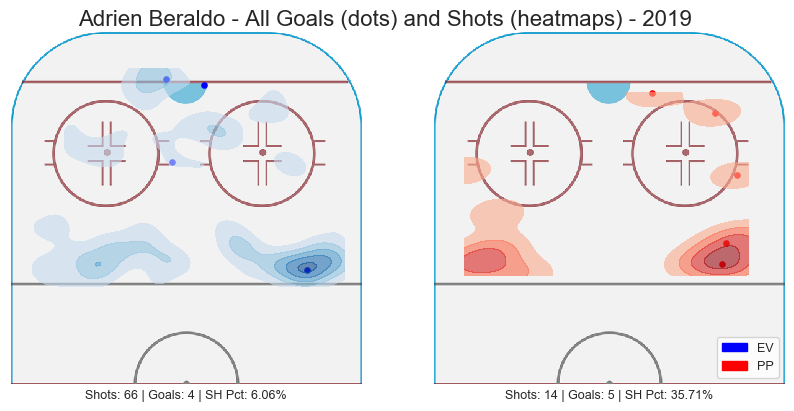 Adrien Beraldo - All Goals (dots) and Shots (heatmaps) - 2019
EV
PP
Shots: 66 | Goals: 4 | SH Pct: 6.06%
Shots: 14 | Goals: 5 | SH Pct: 35.71%